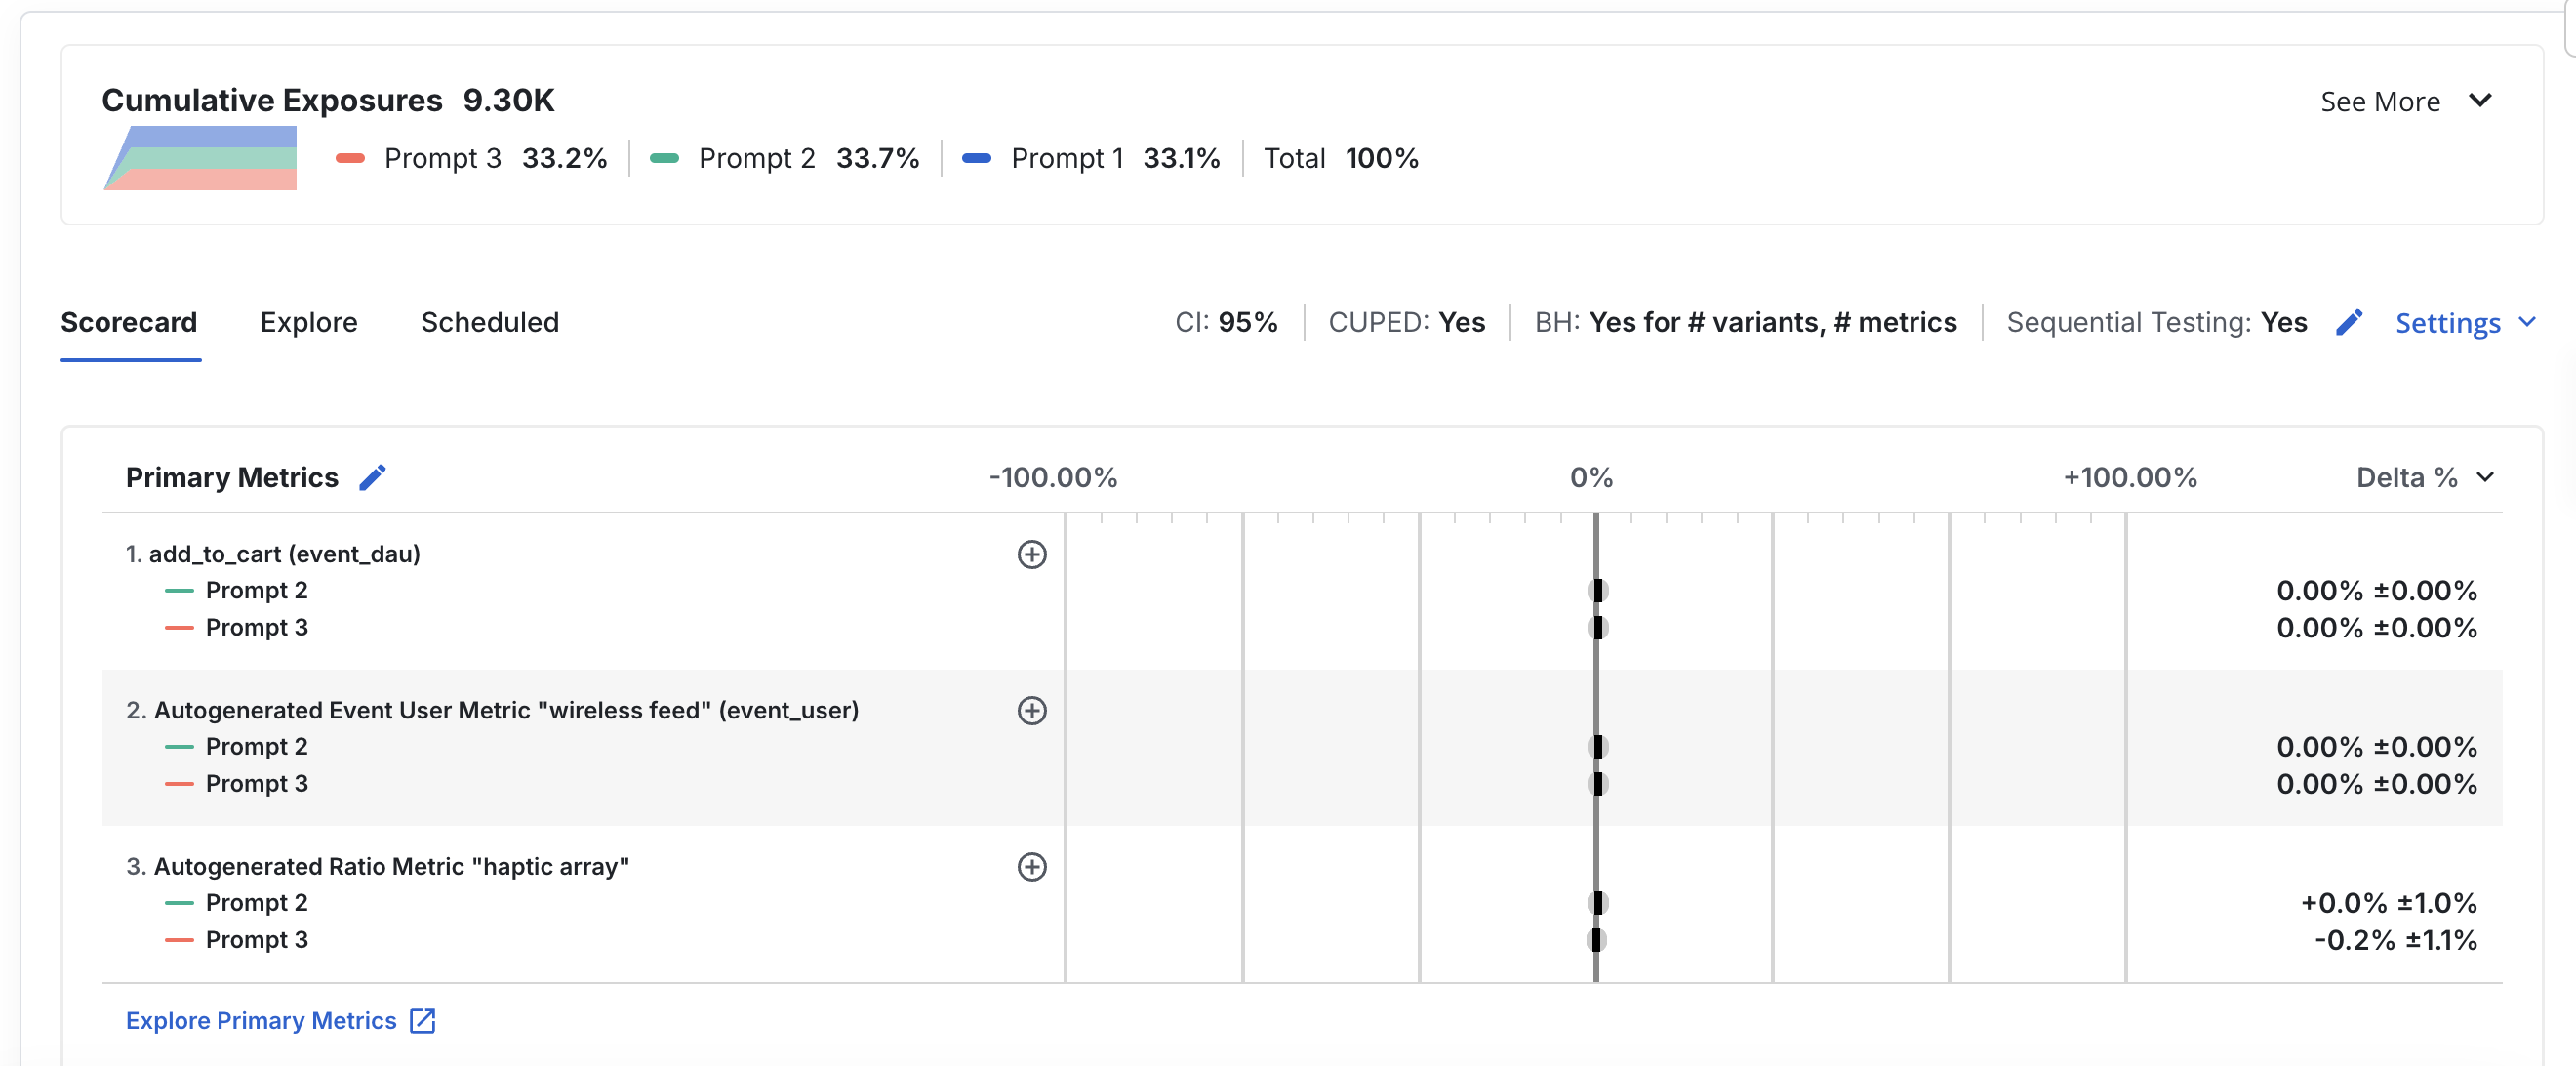 Cumulative Exposures 9.30K
See More
Prompt 3 33.2% Prompt 2 33.7% Prompt 1 33.1% Total 100%
Scorecard Explore Scheduled CI: 95% CUPED: Yes BH: Yes for # variants, # metrics Sequential Testing: Yes Settings
Primary Metrics -100.00% 0% +100.00% Delta %
1. add_to_cart (event_dau)
Prompt 2 0.00% ±0.00%
Prompt 3 0.00% ±0.00%
2. Autogenerated Event User Metric "wireless feed" (event_user)
Prompt 2 0.00% ±0.00%
Prompt 3 0.00% ±0.00%
3. Autogenerated Ratio Metric "haptic array"
Prompt 2 +0.0% ±1.0%
Prompt 3 -0.2% ±1.1%
Explore Primary Metrics